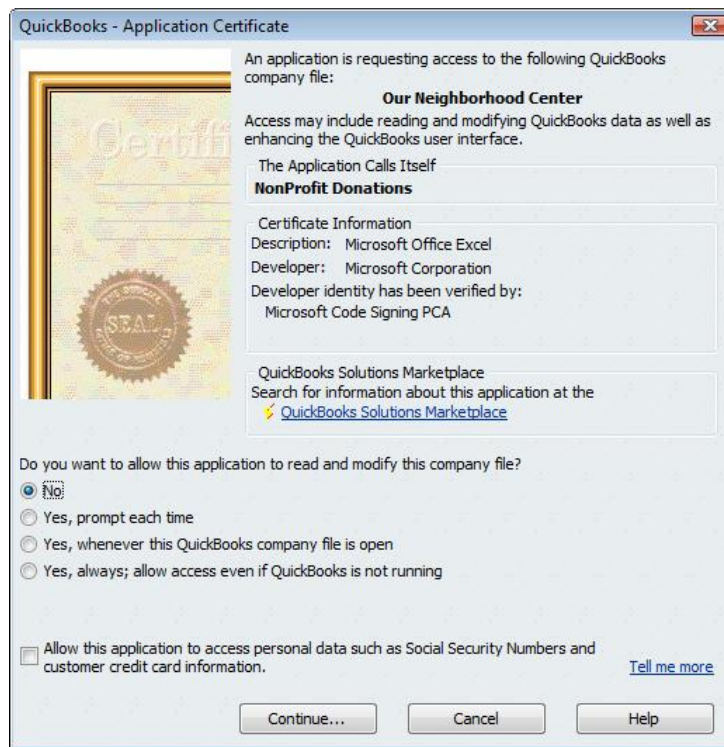 QuickBooks - Application Certificate
An application is requesting access to the following QuickBooks
company file:
Our Neighborhood Center
Access may include reading and modifying QuickBooks data as well as
enhancing the QuickBooks user interface.
The Application Calls Itself
NonProfit Donations
Certificate Information
Description: Microsoft Office Excel
Developer: Microsoft Corporation
Developer identity has been verified by:
Microsoft Code Signing PCA
QuickBooks Solutions Marketplace
Search for information about this application at the
QuickBooks Solutions Marketplace
Certifi
SEAL
Do you want to allow this application to read and modify this company file?
No
Yes, prompt each time
Yes, whenever this QuickBooks company file is open
Yes, always; allow access even if QuickBooks is not running
Allow this application to access personal data such as Social Security Numbers and
customer credit card information.
Tell me more
Continue...
Cancel
Help